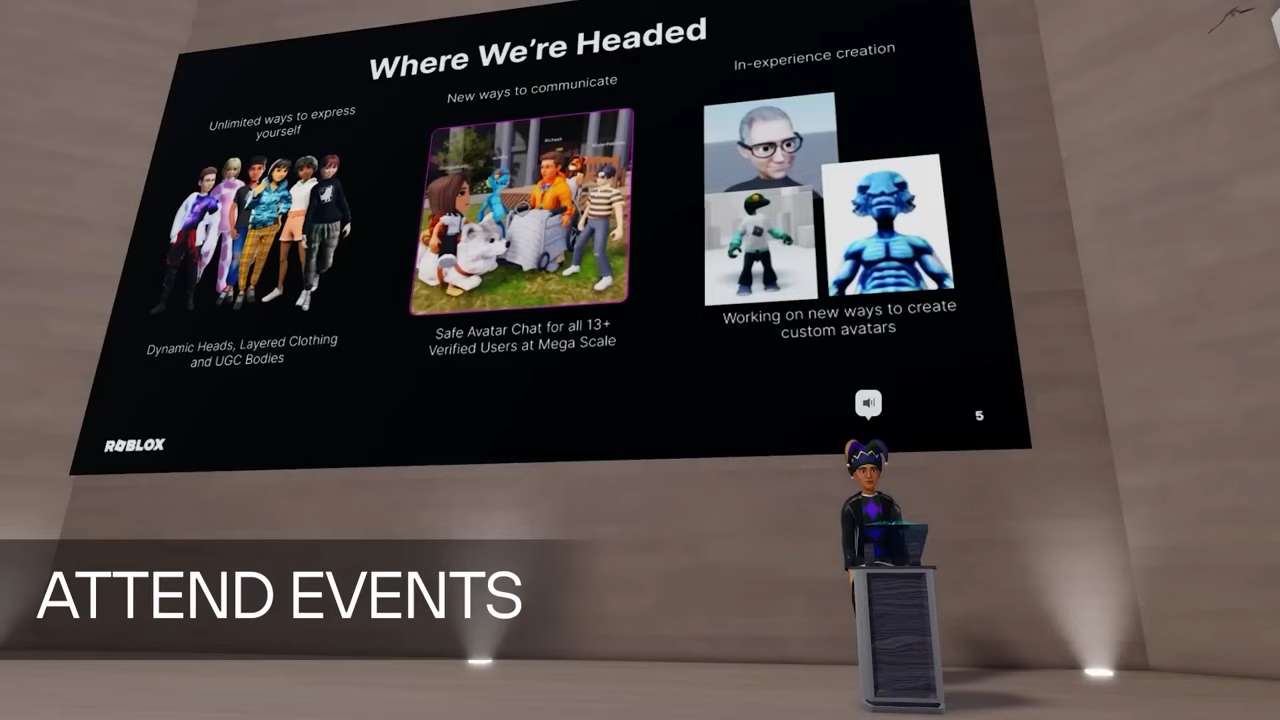 Where We're Headed
Unlimited ways to express
yourself
New ways to communicate
In-experience creation
Dynamic Heads, Layered Clothing
and UGC Bodies
Safe Avatar Chat for all 13+
Verified Users at Mega Scale
Working on new ways to create
custom avatars
ROBLOX
5
ATTEND EVENTS